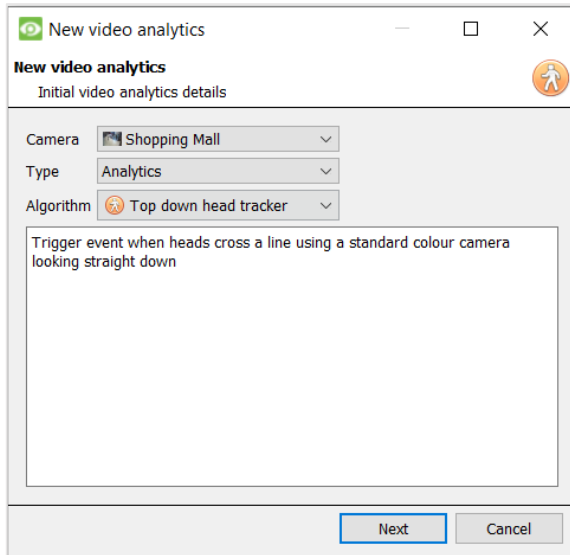 New video analytics
New video analytics
Initial video analytics details
Camera Shopping Mall
Type Analytics
Algorithm Top down head tracker
Trigger event when heads cross a line using a standard colour camera
looking straight down
Next Cancel